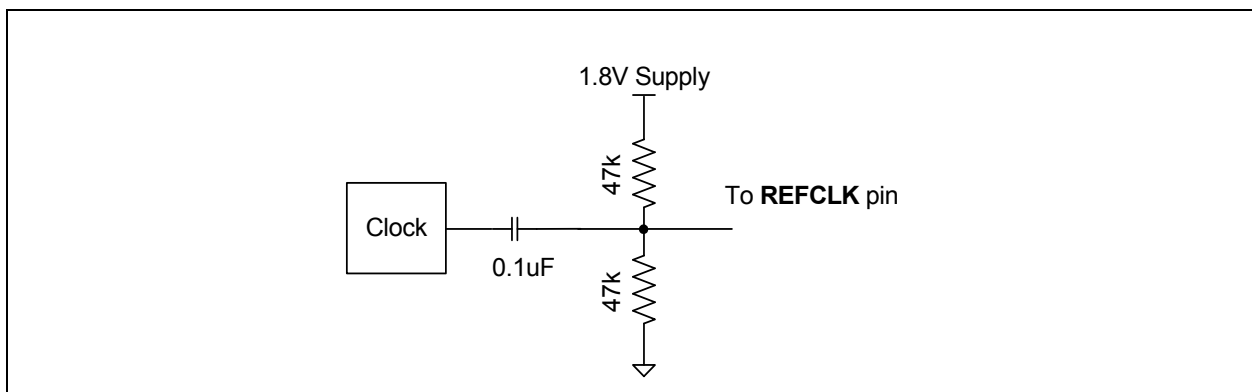 1.8V Supply
47k
To REFCLK pin
Clock
0.1uF
47k